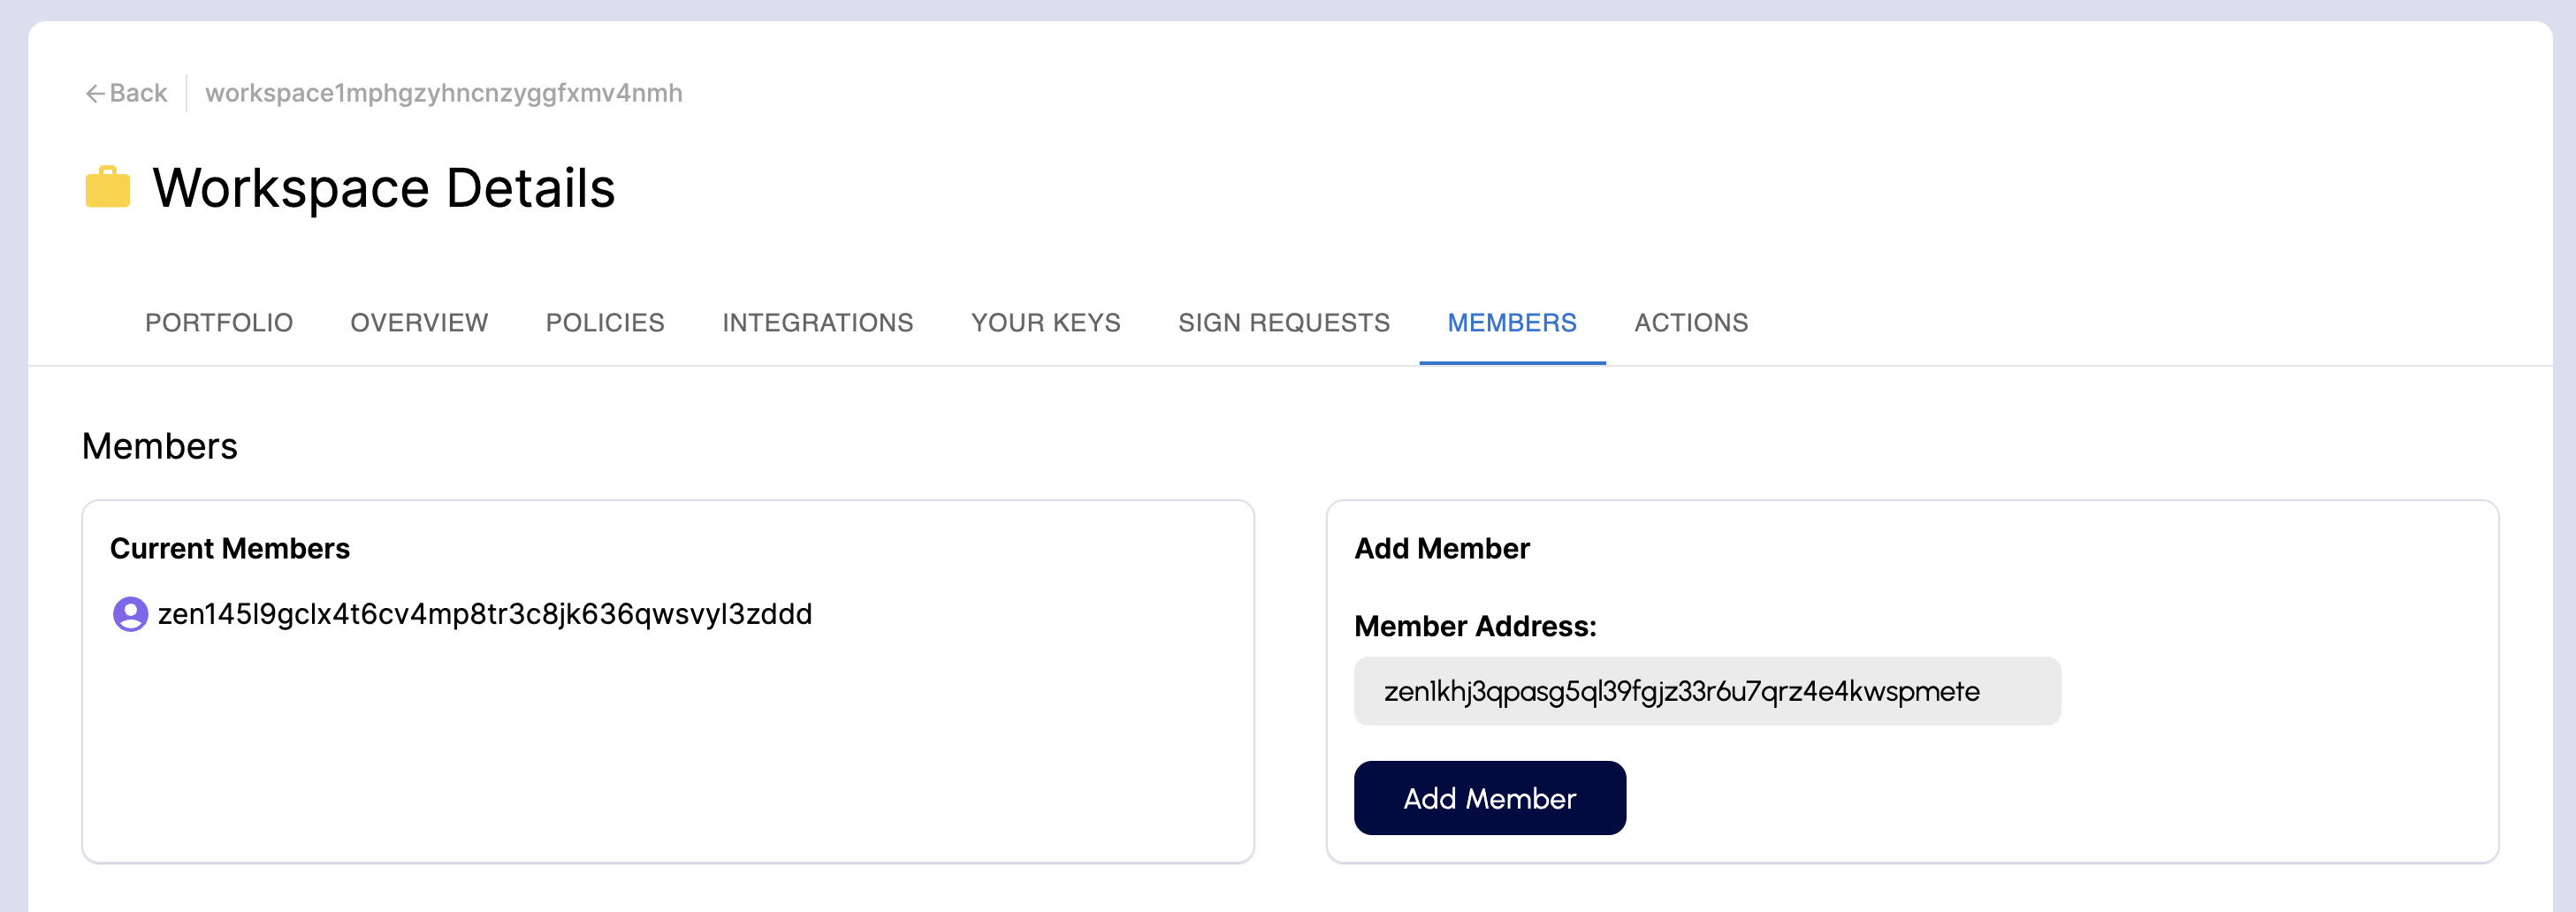 Back workspace1mphgzyhncnzyggfxmv4nmh
Workspace Details
PORTFOLIO OVERVIEW POLICIES INTEGRATIONS YOUR KEYS SIGN REQUESTS MEMBERS ACTIONS
Members
Current Members
zen145l9gclx4t6cv4mp8tr3c8jk636qwsvyl3zddd
Add Member
Member Address:
zen1khj3qpasg5ql39fgjz33r6u7qrz4e4kwspmete
Add Member